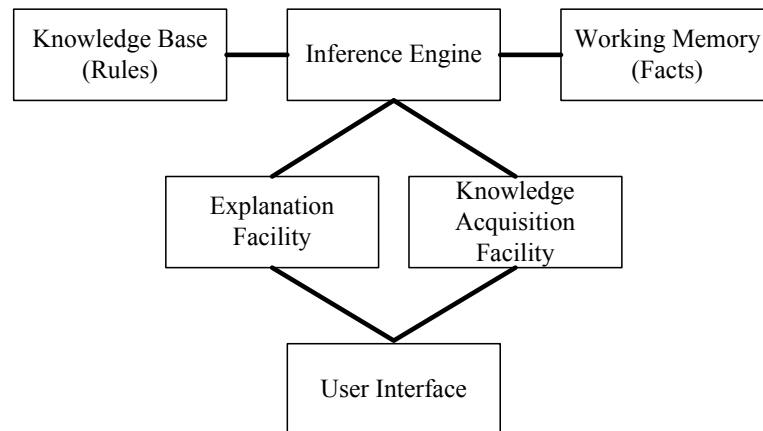 Knowledge Base
(Rules)
Inference Engine
Working Memory
(Facts)
Explanation
Facility
Knowledge
Acquisition
Facility
User Interface